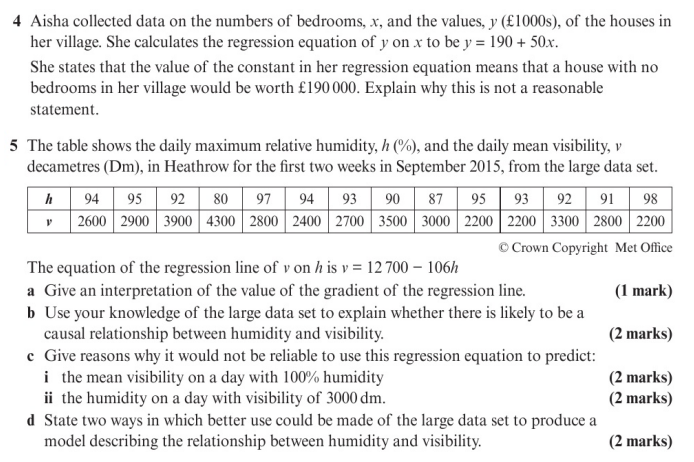 4 Aisha collected data on the numbers of bedrooms, x, and the values, y (£1000s), of the houses in
her village. She calculates the regression equation of y on x to be y = 190 + 50x.
She states that the value of the constant in her regression equation means that a house with no
bedrooms in her village would be worth £190 000. Explain why this is not a reasonable
statement.
5 The table shows the daily maximum relative humidity, h (%), and the daily mean visibility, v
decametres (Dm), in Heathrow for the first two weeks in September 2015, from the large data set.
h 94 95 92 80 97 94 93 90 87 95 93 92 91 98
v 2600 2900 3900 4300 2800 2400 2700 3500 3000 2200 2200 3300 2800 2200
© Crown Copyright Met Office
The equation of the regression line of v on h is v = 12 700 − 106h
a Give an interpretation of the value of the gradient of the regression line. (1 mark)
b Use your knowledge of the large data set to explain whether there is likely to be a
causal relationship between humidity and visibility. (2 marks)
c Give reasons why it would not be reliable to use this regression equation to predict:
i the mean visibility on a day with 100% humidity (2 marks)
ii the humidity on a day with visibility of 3000 dm. (2 marks)
d State two ways in which better use could be made of the large data set to produce a
model describing the relationship between humidity and visibility. (2 marks)